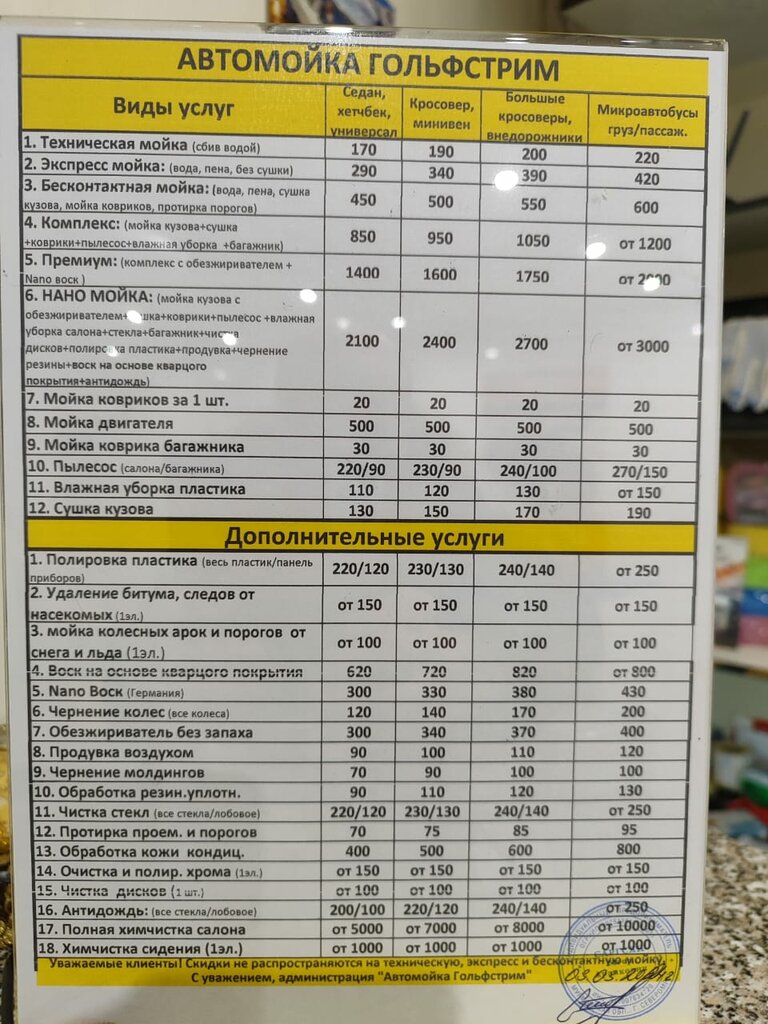 АВТОМОЙКА ГОЛЬФСТРИМ
Виды услуг
Седан,
хетчбек,
универсал
Кросовер,
минивен
Большые
кросоверы,
внедорожники
Микроавтобусы
груз/пассаж.
1. Техническая мойка (сбив водой) 170 190 200 220
2. Экспресс мойка: (вода, пена, без сушки) 290 340 390 420
3. Бесконтактная мойка: (вода, пена, сушка
кузова, мойка ковриков, протирка порогов) 450 500 550 600
4. Комплекс: (мойка кузова+сушка
+коврики+пылесос+влажная уборка +багажник) 850 950 1050 от 1200
5. Премиум: (комплекс с обезжиривателем +
Nano воск ) 1400 1600 1750 от
6. НАНО МОЙКА: (мойка кузова с
обезжиривателем+ +коврики+пылесос +влажная
уборка салона+стекла+багажник+чистка
дисков+полировка пластика+продувка+чернение
резины+воск на основе кварцого
покрытия+антидождь) 2100 2400 2700 от 3000
7. Мойка ковриков за 1 шт. 20 20 20 20
8. Мойка двигателя 500 500 500 500
9. Мойка коврика багажника 30 30 30 30
10. Пылесос (салона/багажника) 220/90 230/90 240/100 270/150
11. Влажная уборка пластика 110 120 130 от 150
12. Сушка кузова 130 150 170 190
Дополнительные услуги
1. Полировка пластика (весь пластик/панель
приборов) 220/120 230/130 240/140 от 250
2. Удаление битума, следов от
насекомых (1эл.) от 150 от 150 от 150 от 150
3. мойка колесных арок и порогов от
снега и льда (1эл.) от 100 от 100 от 100 от 100
4. Воск на основе кварцого покрытия 620 720 820 от 800
5. Nano Воск (Германия) 300 330 380 430
6. Чернение колес (все колеса) 120 140 170 200
7. Обезжириватель без запаха 300 340 370 400
8. Продувка воздухом 90 100 110 120
9. Чернение молдингов 70 90 100 100
10. Обработка резин.уплотн. 90 110 120 130
11. Чистка стекл (все стекла/лобовое) 220/120 230/130 240/140 от 250
12. Протирка проем. и порогов 70 75 85 95
13. Обработка кожи кондиц. 400 500 600 800
14. Очистка и полир. хрома (1эл.) от 150 от 150 от 150 от 150
15. Чистка дисков (1 шт.) от 100 от 100 от 100 от 100
16. Антидождь: (все стекла/лобовое) 200/100 220/120 240/140 от 250
17. Полная химчистка салона от 5000 от 7000 от 8000 от 10000
18. Химчистка сидения (1эл.) от 1000 от 1000 от 1000 от 1000
Уважаемые клиенты! Скидки не распространяются на техническую, экспресс и бесконтактную мойку.
С уважением, администрация "Автомойка Гольфстрим"